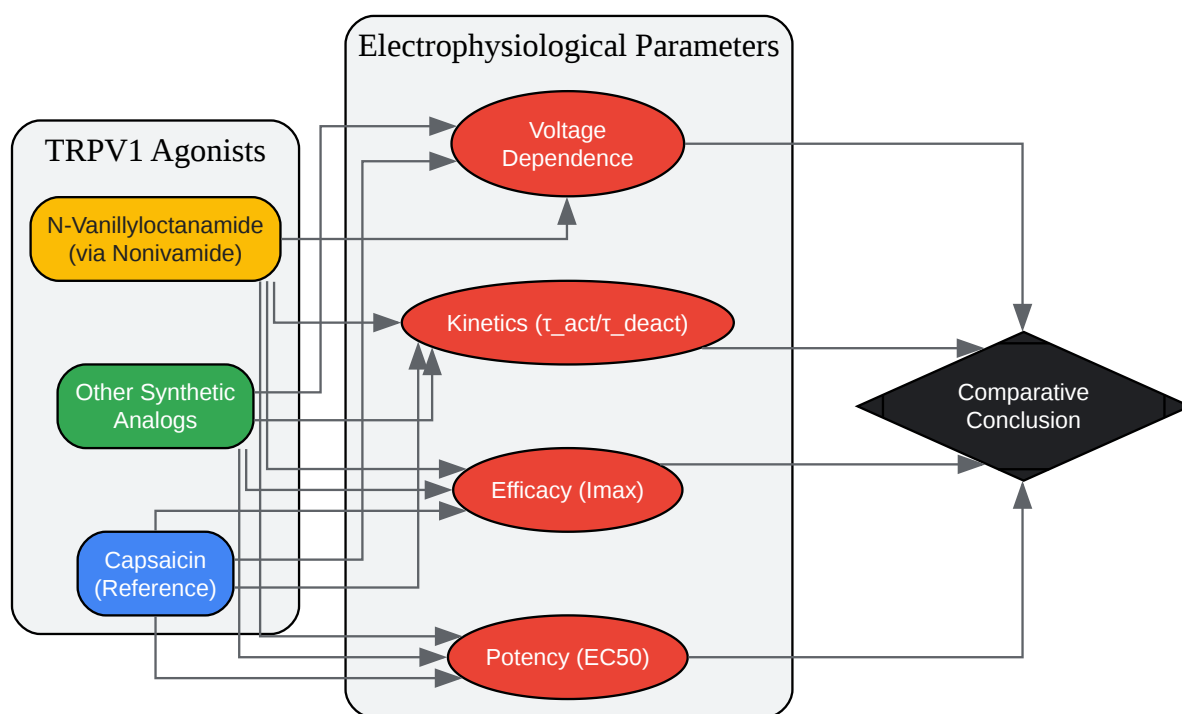 TRPV1 Agonists
N-Vanillyloctanamide
(via Nonivamide)
Other Synthetic
Analogs
Capsaicin
(Reference)
Electrophysiological Parameters
Voltage
Dependence
Kinetics (τ_act/τ_deact)
Efficacy (Imax)
Potency (EC50)
Comparative
Conclusion